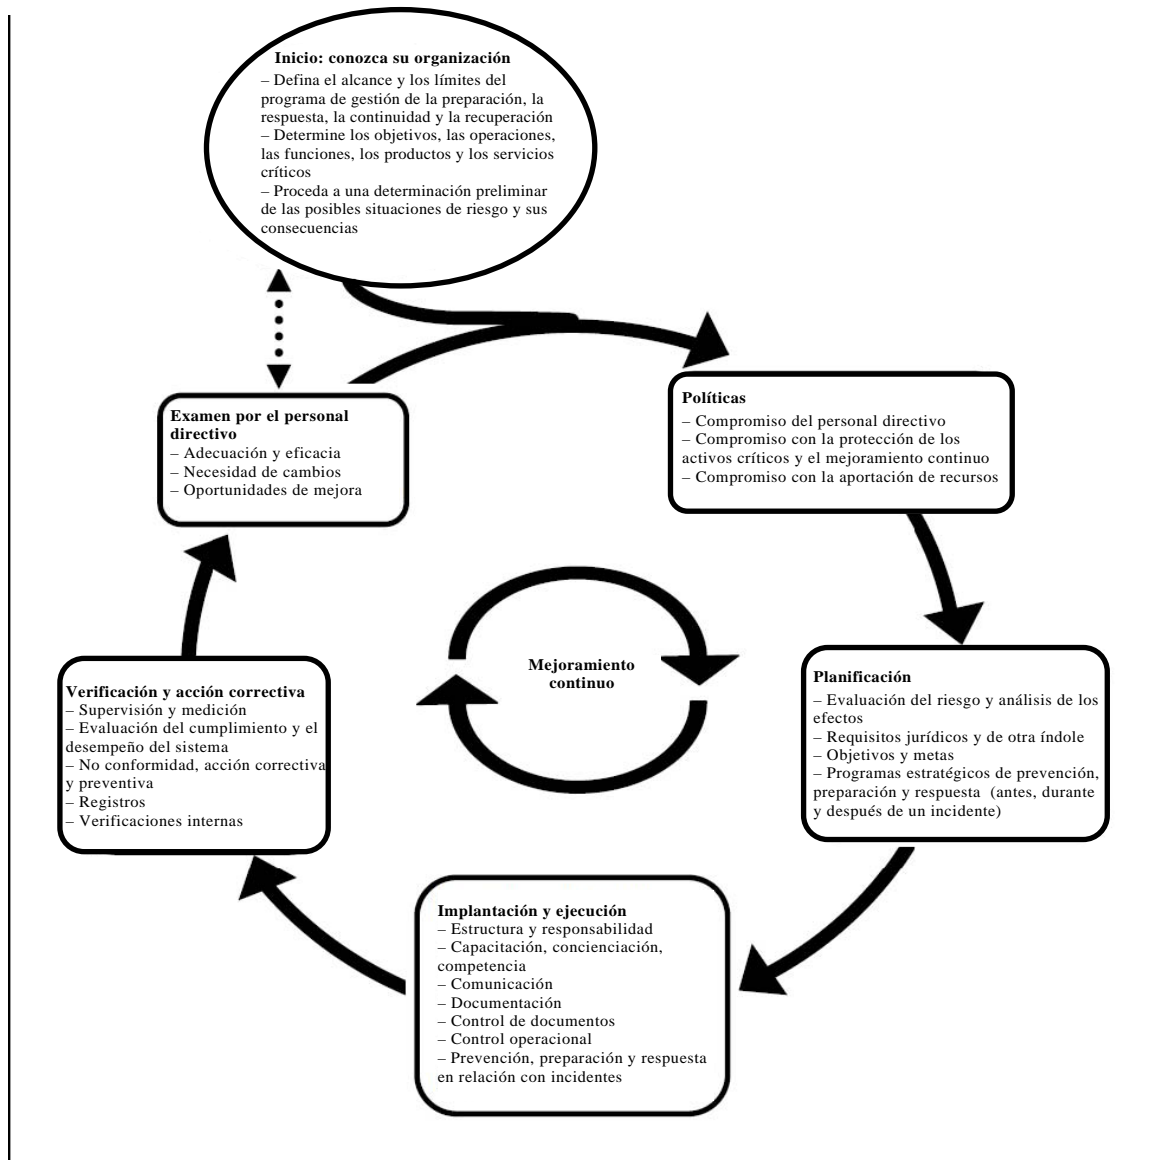 Inicio: conozca su organización
– Defina el alcance y los límites del
programa de gestión de la preparación, la
respuesta, la continuidad y la recuperación
– Determine los objetivos, las operaciones,
las funciones, los productos y los servicios
críticos
– Proceda a una determinación preliminar
de las posibles situaciones de riesgo y sus
consecuencias
Políticas
– Compromiso del personal directivo
– Compromiso con la protección de los
activos críticos y el mejoramiento continuo
– Compromiso con la aportación de recursos
Planificación
– Evaluación del riesgo y análisis de los
efectos
– Requisitos jurídicos y de otra índole
– Objetivos y metas
– Programas estratégicos de prevención,
preparación y respuesta (antes, durante
y después de un incidente)
Implantación y ejecución
– Estructura y responsabilidad
– Capacitación, concienciación,
competencia
– Comunicación
– Documentación
– Control de documentos
– Control operacional
– Prevención, preparación y respuesta
en relación con incidentes
Verificación y acción correctiva
– Supervisión y medición
– Evaluación del cumplimiento y el
desempeño del sistema
– No conformidad, acción correctiva
y preventiva
– Registros
– Verificaciones internas
Examen por el personal
directivo
– Adecuación y eficacia
– Necesidad de cambios
– Oportunidades de mejora
Mejoramiento
continuo